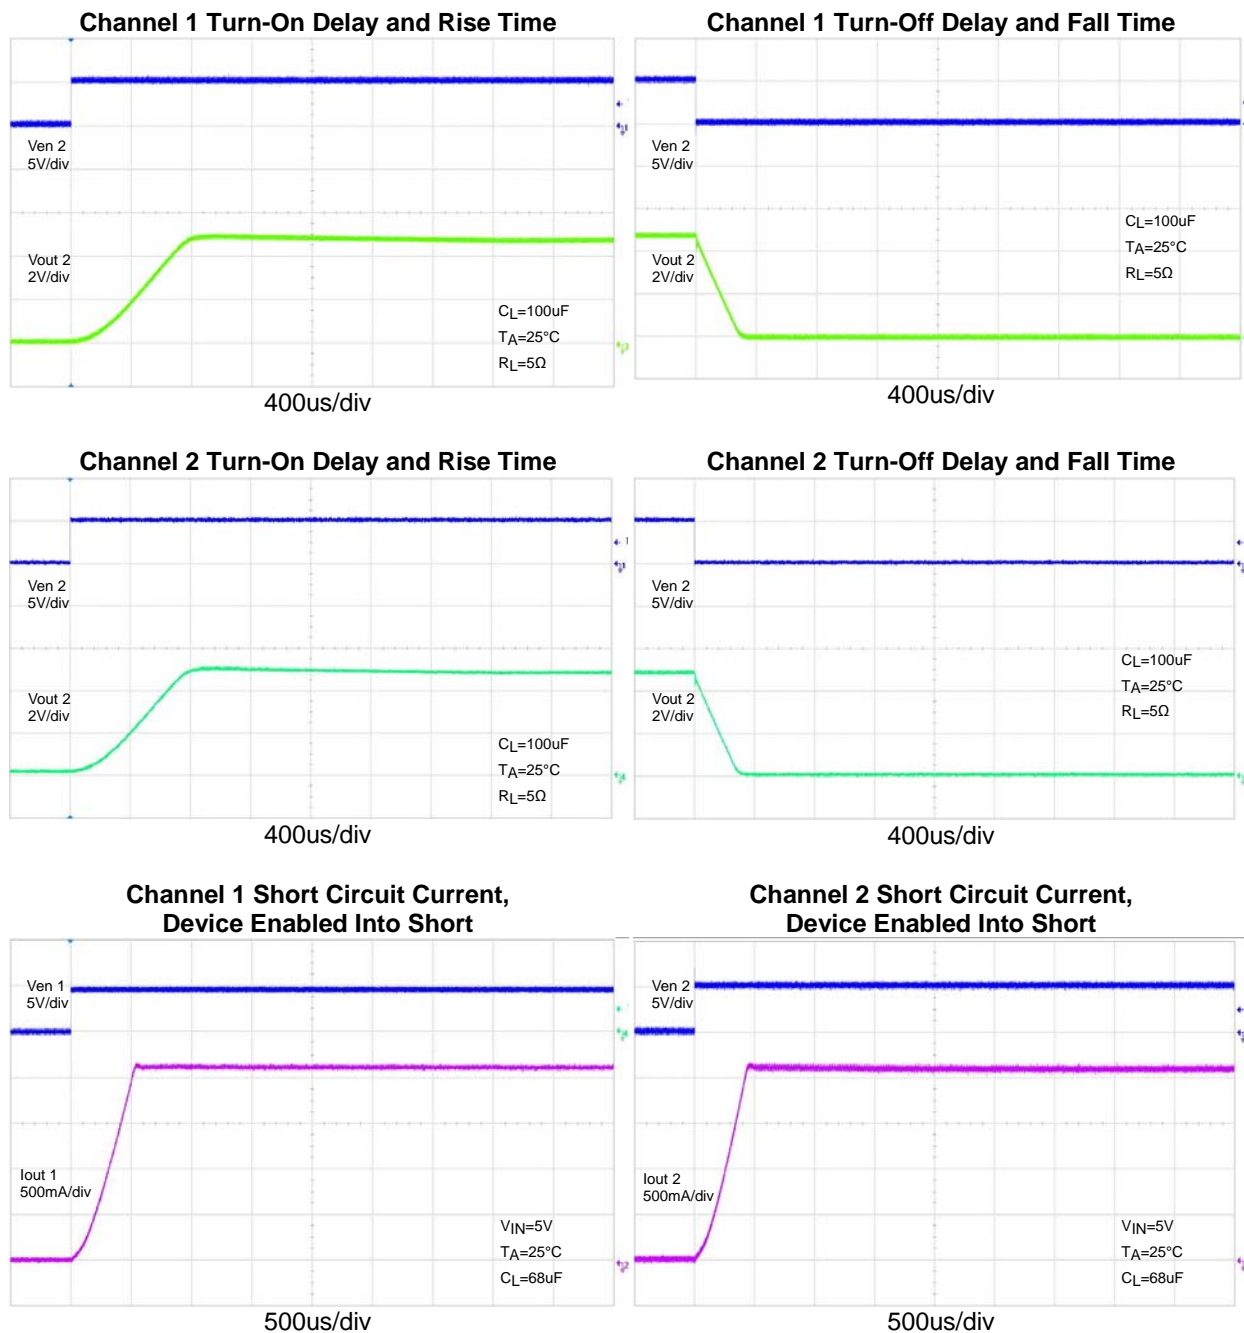 Channel 1 Turn-On Delay and Rise Time
Ven 2
5V/div
Vout 2
2V/div
CL=100uF
TA=25°C
RL=5Ω
400us/div
Channel 1 Turn-Off Delay and Fall Time
Ven 2
5V/div
Vout 2
2V/div
CL=100uF
TA=25°C
RL=5Ω
400us/div
Channel 2 Turn-On Delay and Rise Time
Ven 2
5V/div
Vout 2
2V/div
CL=100uF
TA=25°C
RL=5Ω
400us/div
Channel 2 Turn-Off Delay and Fall Time
Ven 2
5V/div
Vout 2
2V/div
CL=100uF
TA=25°C
RL=5Ω
400us/div
Channel 1 Short Circuit Current,
Device Enabled Into Short
Ven 1
5V/div
Iout 1
500mA/div
VIN=5V
TA=25°C
CL=68uF
500us/div
Channel 2 Short Circuit Current,
Device Enabled Into Short
Ven 2
5V/div
Iout 2
500mA/div
VIN=5V
TA=25°C
CL=68uF
500us/div